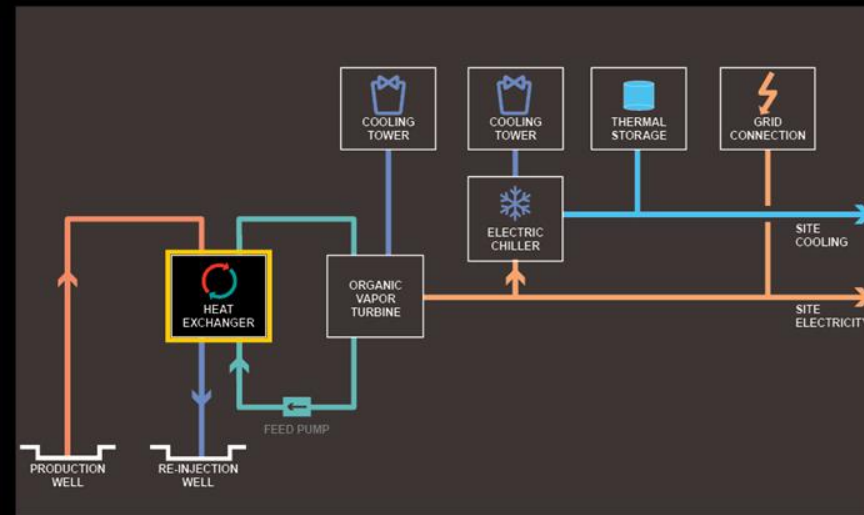 COOLING
TOWER
COOLING
TOWER
THERMAL
STORAGE
GRID
CONNECTION
ELECTRIC
CHILLER
SITE
COOLING
HEAT
EXCHANGER
ORGANIC
VAPOR
TURBINE
SITE
ELECTRICITY
FEED PUMP
PRODUCTION
WELL
RE-INJECTION
WELL